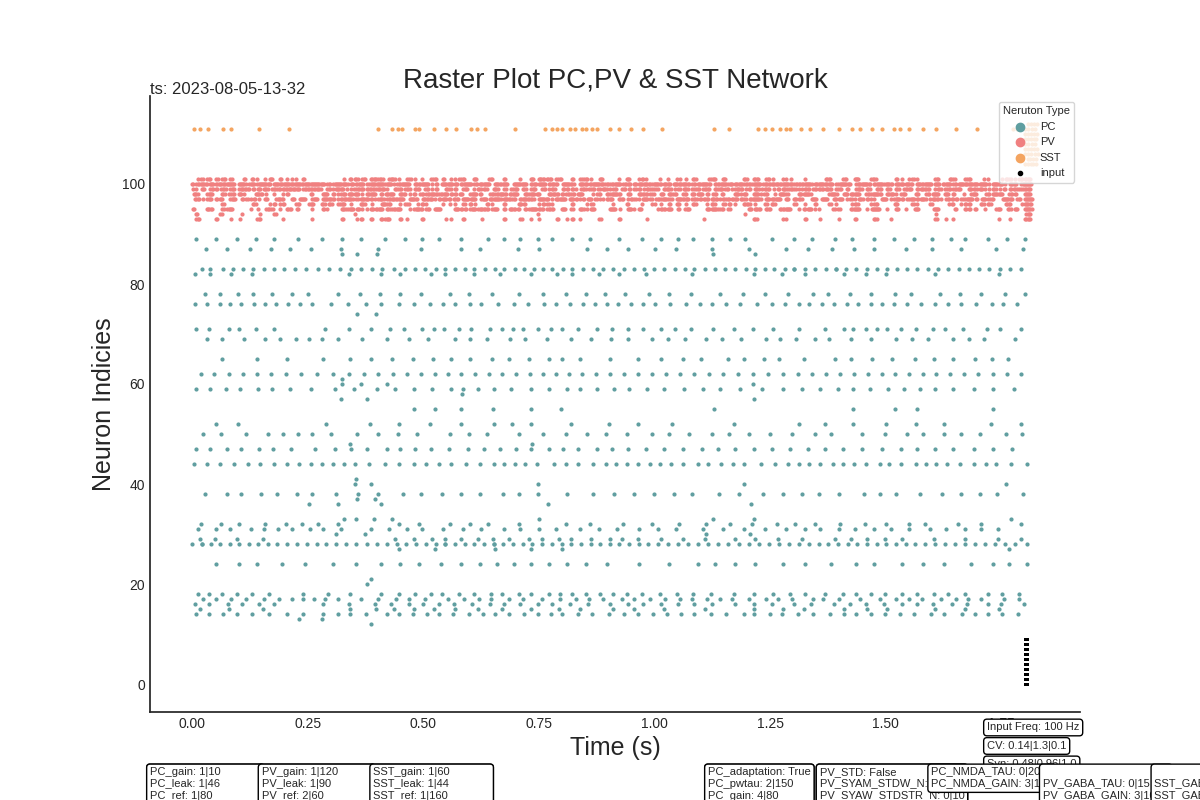 Raster Plot PC,PV & SST Network
ts: 2023-08-05-13-32
Neruton Type
PC
PV
SST
input
Neuron Indicies
100
80
60
40
20
0
0.00
0.25
0.50
0.75
1.00
1.25
1.50
Time (s)
Input Freq: 100 Hz
CV: 0.14|1.3|0.1
Syn: 0.48|0.96|1.0
PC_gain: 1|10
PC_leak: 1|46
PC_ref: 1|80
PV_gain: 1|120
PV_leak: 1|90
PV_ref: 2|60
SST_gain: 1|60
SST_leak: 1|44
SST_ref: 1|160
PC_adaptation: True
PC_pwtau: 2|150
PC_gain: 4|80
PV_STD: False
PV_SYAM_STDW_N:
PV_SYAW_STDSTR_N: 0|10
PC_NMDA_TAU: 0|20
PC_NMDA_GAIN: 3|1
PV_GABA_TAU: 0|15
PV_GABA_GAIN: 3|1
SST_GA
SST_GA